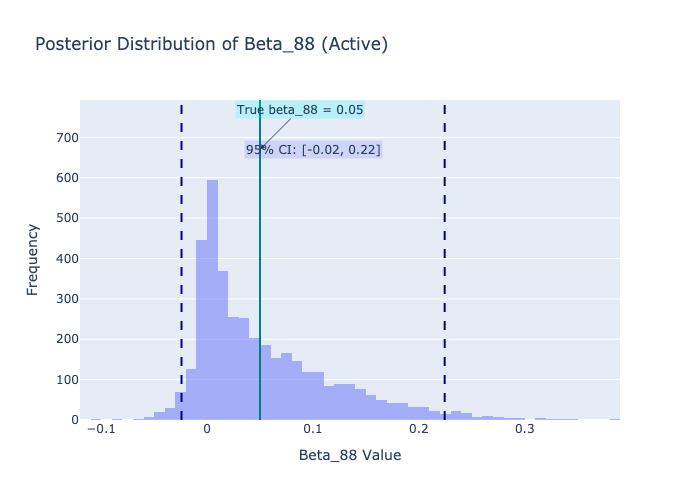 Posterior Distribution of Beta_88 (Active)
True beta_88 = 0.05
95% CI: [-0.02, 0.22]
700
600
500
400
300
200
100
0
Frequency
−0.1 0 0.1 0.2 0.3
Beta_88 Value